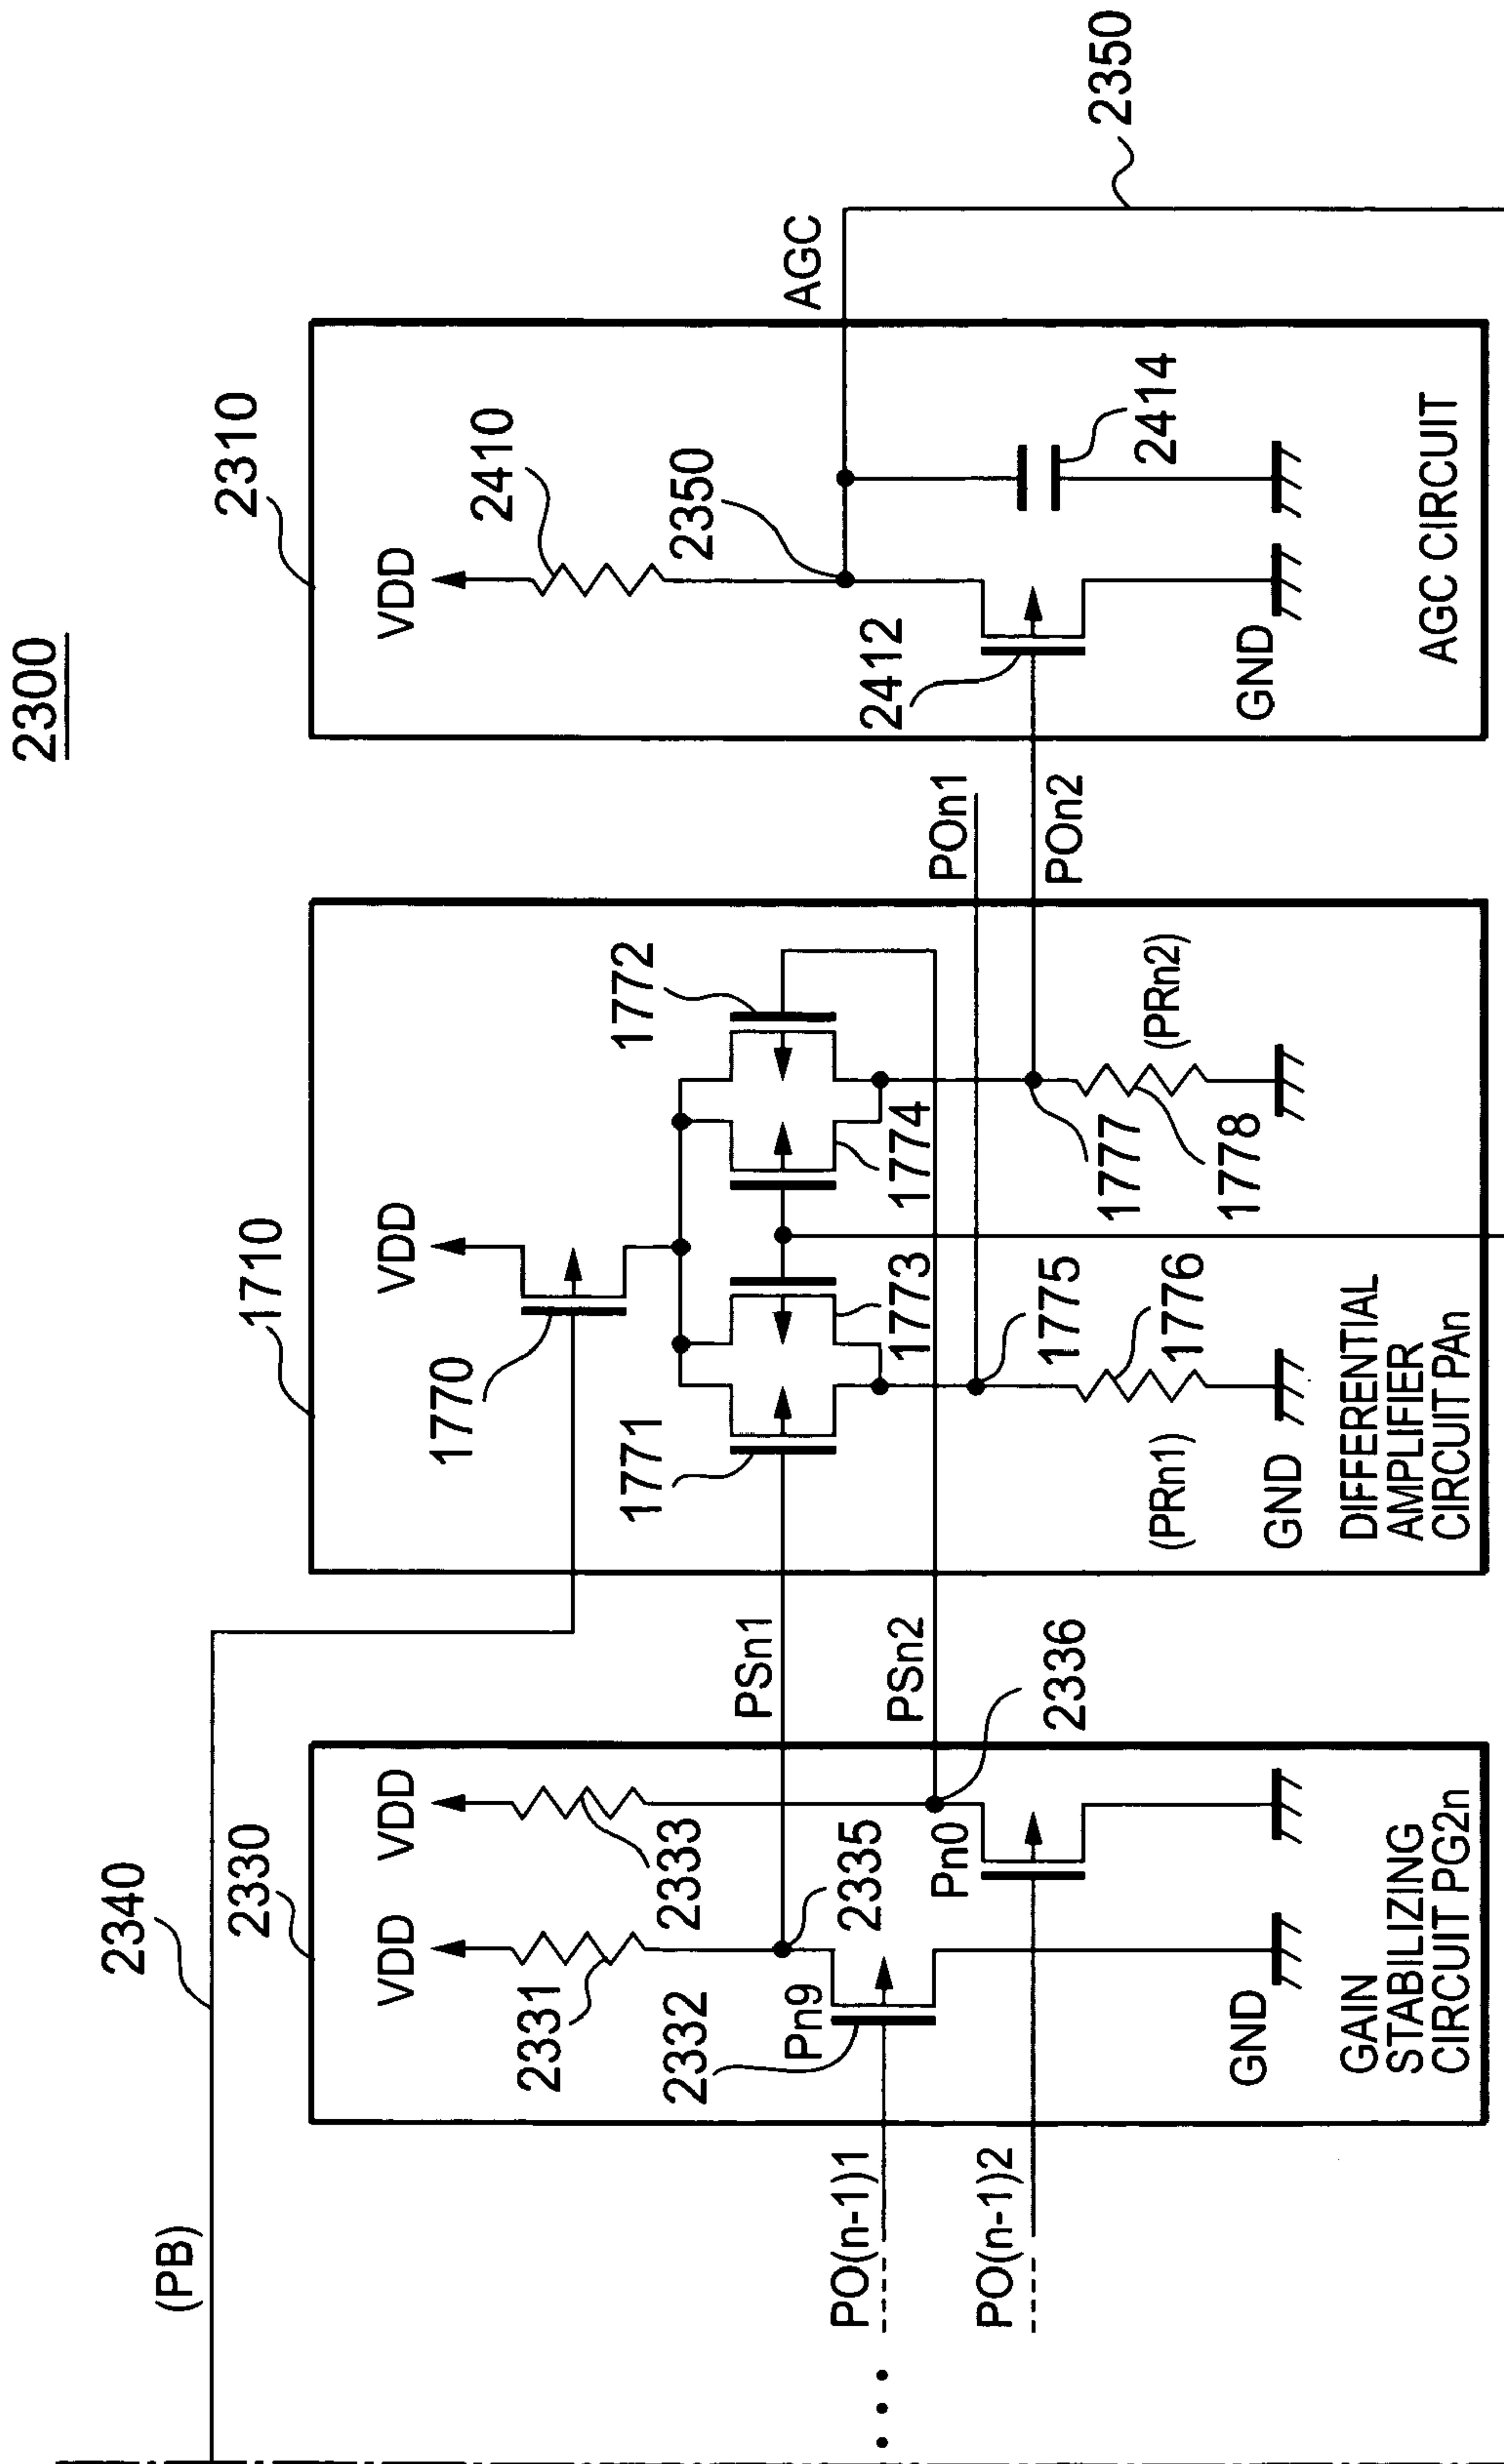 2300
(PB)
2340
2330
VDD
VDD
2331
2333
2332
Pn9
2335
Pn0
2336
GND
GAIN
STABILIZING
CIRCUIT PG2n
PO(n-1)1
PO(n-1)2
PSn1
PSn2
1710
VDD
1770
1771
1772
1773
1774
1775
1776
1777
1778
(PRn1)
(PRn2)
GND
DIFFERENTIAL
AMPLIFIER
CIRCUIT PAn
POn1
POn2
2310
VDD
2410
2350
2412
2414
GND
AGC CIRCUIT
AGC
2350